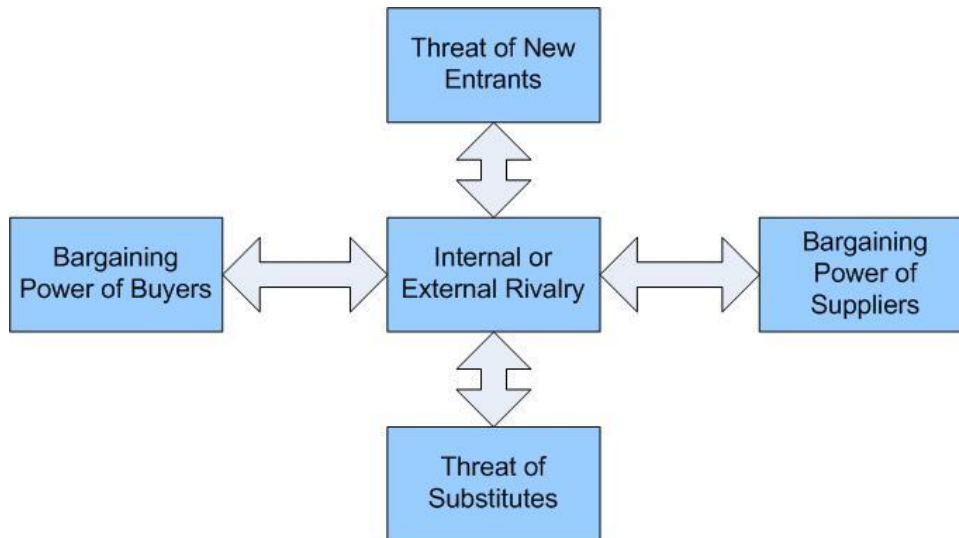 Threat of New
Entrants
Bargaining
Power of Buyers
Internal or
External Rivalry
Bargaining
Power of
Suppliers
Threat of
Substitutes